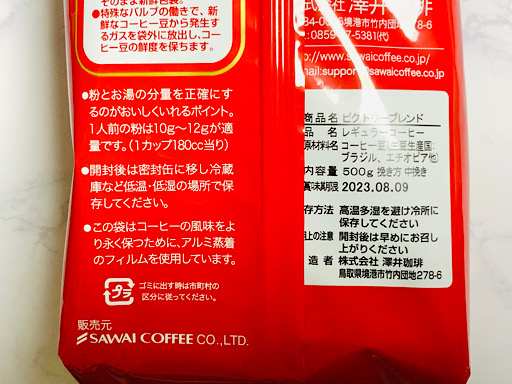 そのまま新鮮包装。
●特殊なバルブの働きで、新
鮮なコーヒー豆から発生す
るガスを袋外に放出し、コー
ヒー豆の鮮度を保ちます。
●粉とお湯の分量を正確にす
るのがおいしくいれるポイント。
1人前の粉は10g〜12gが適
量です。(1カップ180cc当り)
●開封後は密封缶に移し冷蔵
庫など低温・低湿の場所で保
存してください。
●この袋はコーヒーの風味をよ
り永く保つために、アルミ蒸着
のフィルムを使用しています。
プラ
ゴミに出す時は市町村の
区分に従ってください。
販売元
SAWAI COFFEE CO.,LTD.
株式会社 澤井珈琲
84-00 境港市竹内団地278-6
: 0859-47-5381(代)
http://www.sawaicoffee.co.jp/
mail:support@sawaicoffee.co.jp
商品名 ビクトリーブレンド
品名 レギュラーコーヒー
原材料名 コーヒー豆(生豆生産国:
ブラジル、エチオピア他)
内容量 500g 挽き方 中挽き
賞味期限 2023.08.09
存方法 高温多湿を避け冷所に
保存してください
上の注意 開封後は早めにお召し
上がりください
造者 株式会社 澤井珈琲
鳥取県境港市竹内団地278-6